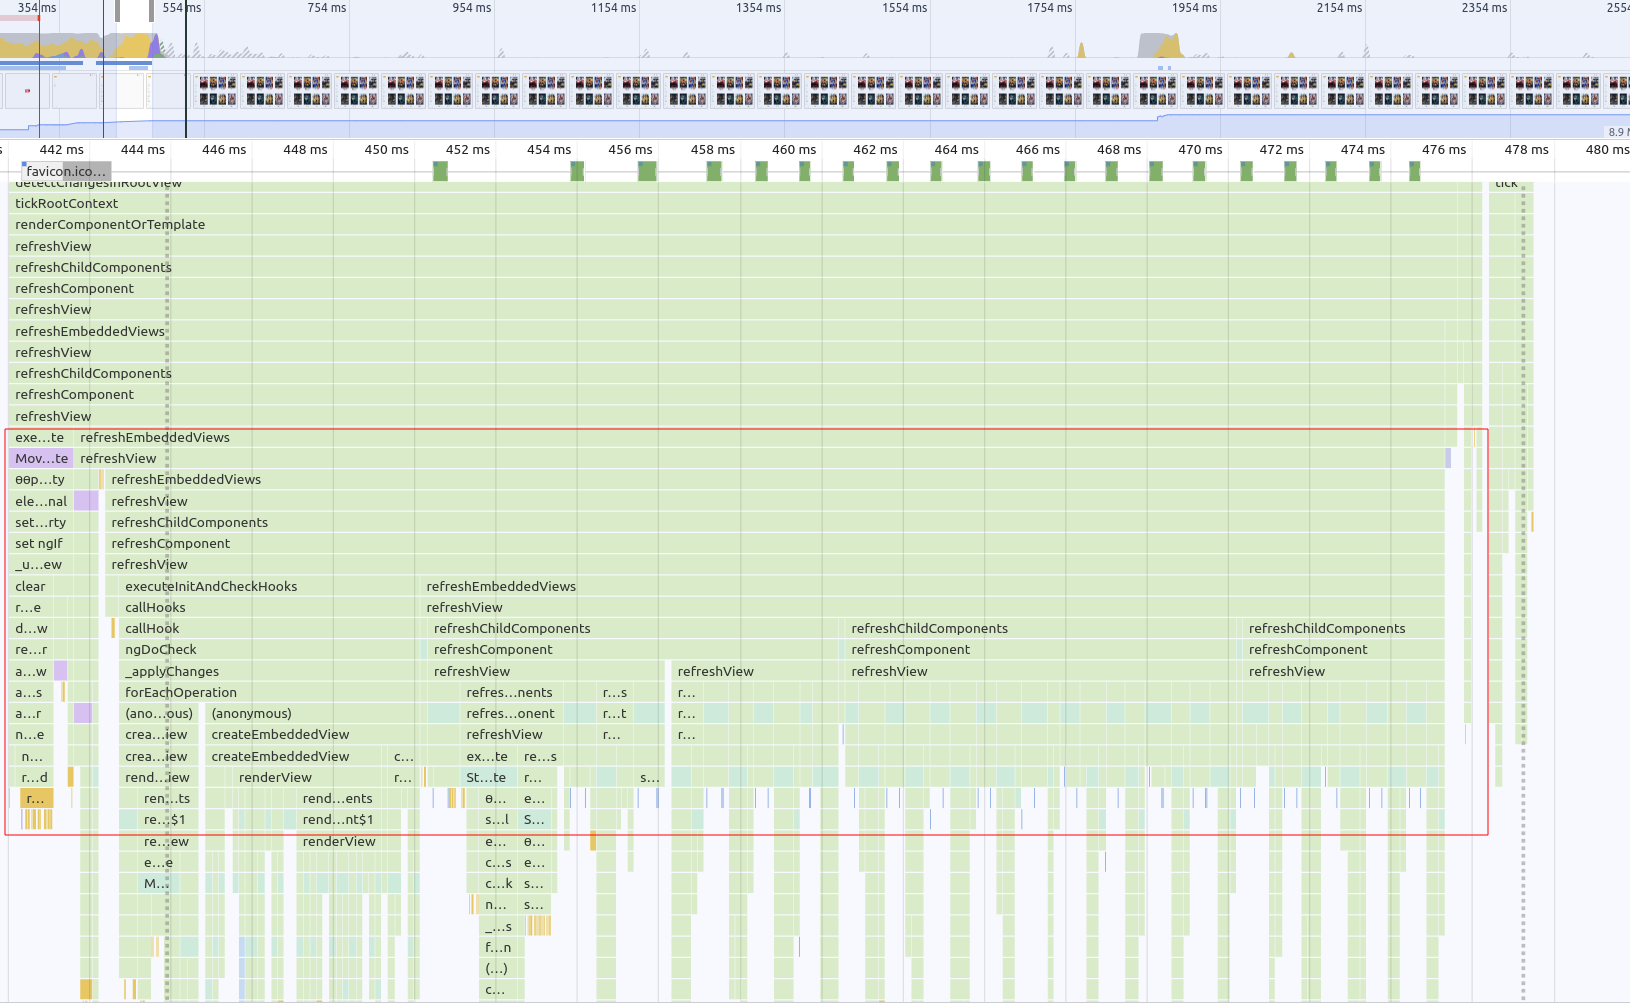 354 ms 554 ms 754 ms 954 ms 1154 ms 1354 ms 1554 ms 1754 ms 1954 ms 2154 ms 2354 ms 2554
8.9 M
s 442 ms 444 ms 446 ms 448 ms 450 ms 452 ms 454 ms 456 ms 458 ms 460 ms 462 ms 464 ms 466 ms 468 ms 470 ms 472 ms 474 ms 476 ms 478 ms 480 ms
favicon.ico…
detectChangesInRootView tick
tickRootContext
renderComponentOrTemplate
refreshView
refreshChildComponents
refreshComponent
refreshView
refreshEmbeddedViews
refreshView
refreshChildComponents
refreshComponent
refreshView
exe…te refreshEmbeddedViews
Mov…te refreshView
ɵɵp…ty refreshEmbeddedViews
ele…nal refreshView
set…rty refreshChildComponents
set ngIf refreshComponent
_u…ew refreshView
clear executeInitAndCheckHooks refreshEmbeddedViews
r…e callHooks refreshView
d…w callHook refreshChildComponents refreshChildComponents refreshChildComponents
re…r ngDoCheck refreshComponent refreshComponent refreshComponent
a…w _applyChanges refreshView refreshView refreshView refreshView
a…s forEachOperation refres…nents r…s r…
a…r (ano…ous) (anonymous) refres…onent r…t r…
n…e crea…iew createEmbeddedView refreshView r… r…
n… crea…iew createEmbeddedView c… ex…te re…s
r…d rend…iew renderView r… St…te r… s…
r… ren…ts rend…ents ɵ… e…
re…$1 rend…nt$1 s…l S…
re…ew renderView e… ɵ…
e…e c…s e…
M… c…k s…
n… s…
_…s
f…n
(…)
c…